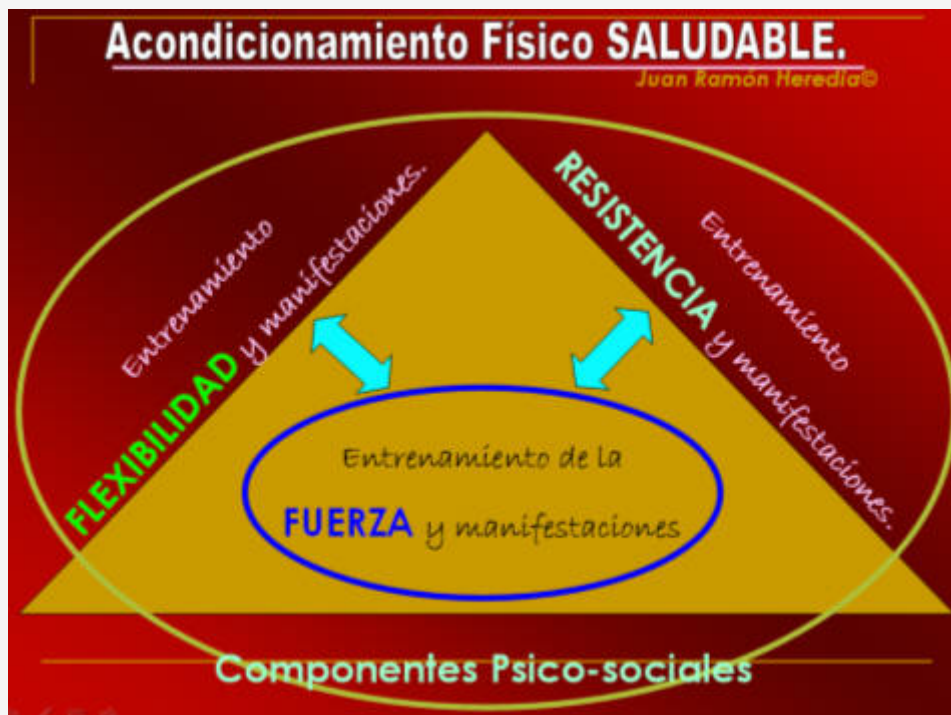 Acondicionamiento Físico SALUDABLE.
Juan Ramón Heredia©
Entrenamiento
FLEXIBILIDAD y manifestaciones.
Entrenamiento
RESISTENCIA y manifestaciones.
Entrenamiento de la
FUERZA y manifestaciones
Componentes Psico-sociales